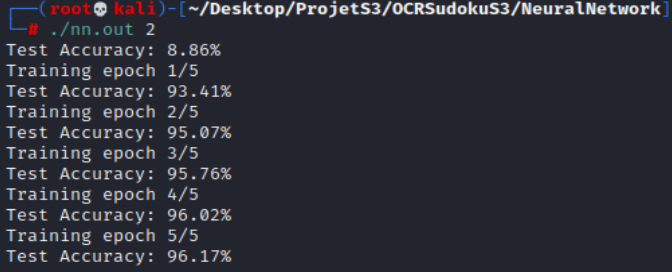 (root💀kali)-[~/Desktop/ProjetS3/OCRSudokuS3/NeuralNetwork]
# ./nn.out 2
Test Accuracy: 8.86%
Training epoch 1/5
Test Accuracy: 93.41%
Training epoch 2/5
Test Accuracy: 95.07%
Training epoch 3/5
Test Accuracy: 95.76%
Training epoch 4/5
Test Accuracy: 96.02%
Training epoch 5/5
Test Accuracy: 96.17%